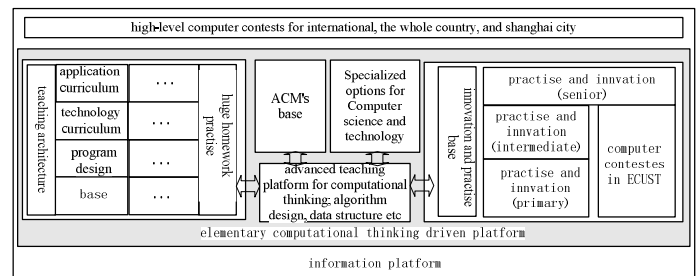 high-level computer contests for international, the whole country, and shanghai city
teaching architecture
application
curriculum
...
technology
curriculum
...
program
design
...
base
...
huge homework
practise
ACM's
base
Specialized
options for
Computer
science and
technology
advanced teaching
platform for computational
thinking; algorithm
design, data structure etc
innovation and practise
base
practise and innvation
(senior)
practise and
innvation
(intermediate)
practise and
innvation
(primary)
computer
contestes
in ECUST
elementary computational thinking driven platform
information platform